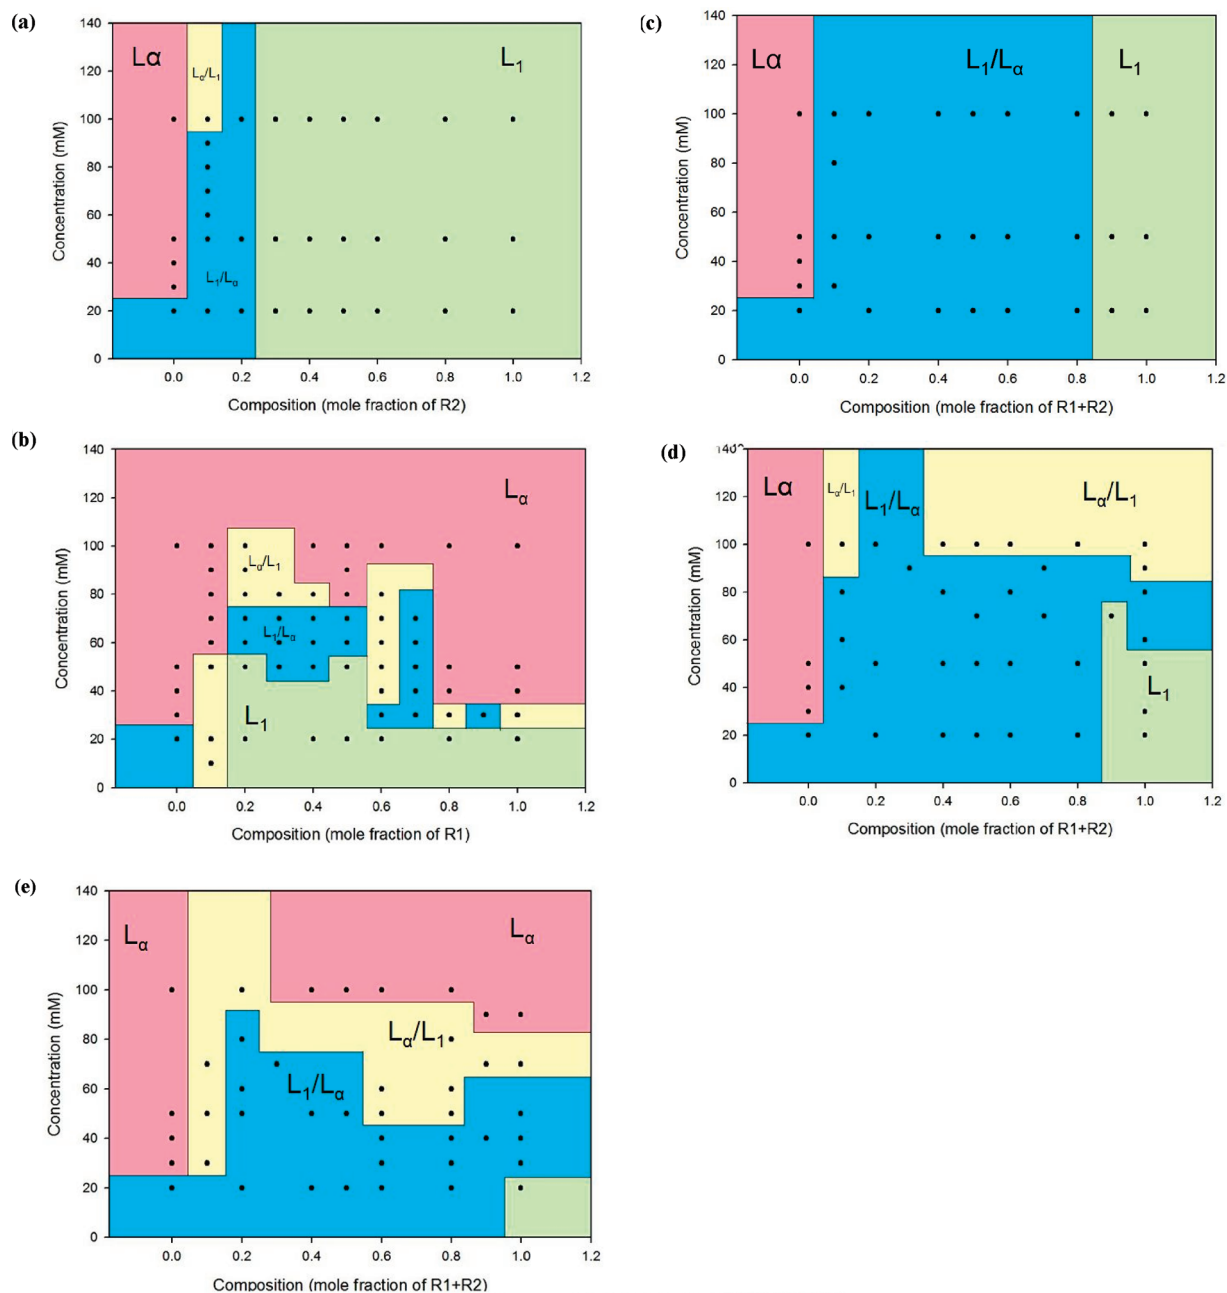 (a)
140
120
100
80
60
40
20
0
Concentration (mM)
Lα
Lα/L1
L1
L1/Lα
0.0 0.2 0.4 0.6 0.8 1.0 1.2
Composition (mole fraction of R2)
(c)
140
120
100
80
60
40
20
0
Concentration (mM)
Lα
L1/Lα
L1
0.0 0.2 0.4 0.6 0.8 1.0 1.2
Composition (mole fraction of R1+R2)
(b)
140
120
100
80
60
40
20
0
Concentration (mM)
Lα
Lα/L1
L1/Lα
L1
0.0 0.2 0.4 0.6 0.8 1.0 1.2
Composition (mole fraction of R1)
(d)
140
120
100
80
60
40
20
0
Concentration (mM)
Lα
Lα/L1
L1/Lα
Lα/L1
L1
0.0 0.2 0.4 0.6 0.8 1.0 1.2
Composition (mole fraction of R1+R2)
(e)
140
120
100
80
60
40
20
0
Concentration (mM)
Lα
Lα
Lα/L1
L1/Lα
0.0 0.2 0.4 0.6 0.8 1.0 1.2
Composition (mole fraction of R1+R2)